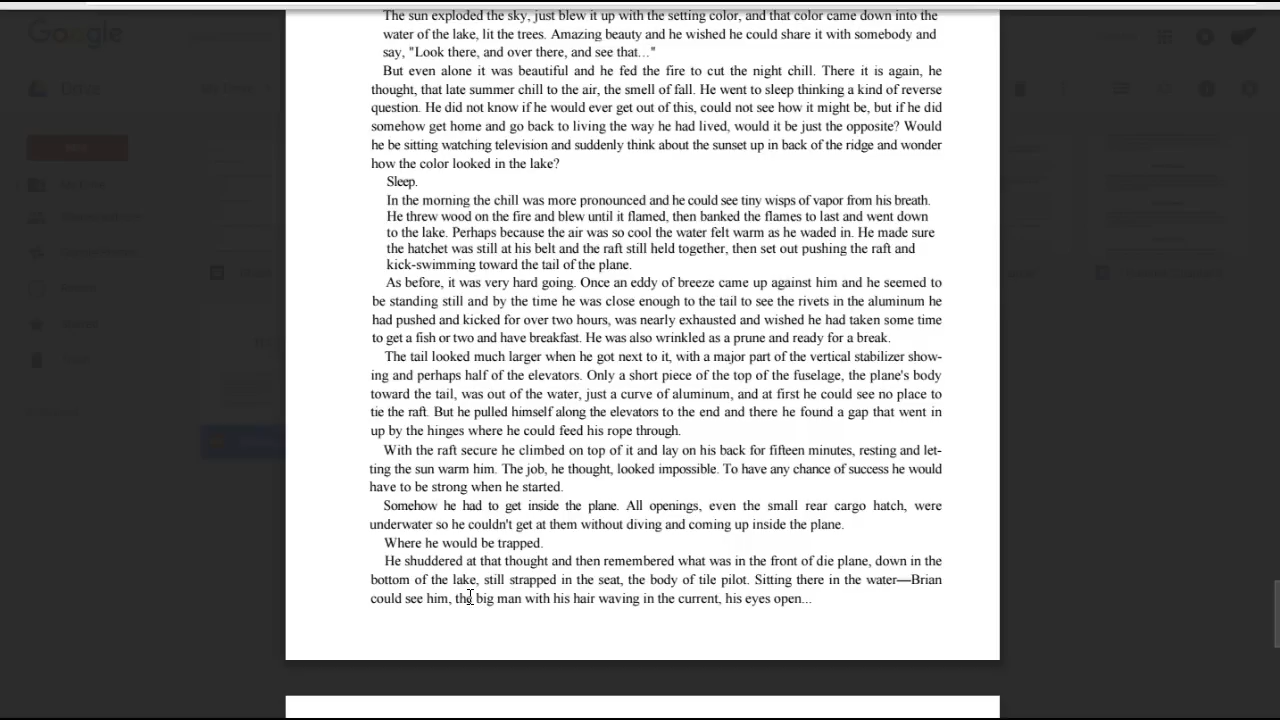 Google
The sun exploded the sky, just blew it up with the setting color, and that color came down into the
water of the lake, lit the trees. Amazing beauty and he wished he could share it with somebody and
say, "Look there, and over there, and see that..."
But even alone it was beautiful and he fed the fire to cut the night chill. There it is again, he
thought, that late summer chill to the air, the smell of fall. He went to sleep thinking a kind of reverse
question. He did not know if he would ever get out of this, could not see how it might be, but if he did
somehow get home and go back to living the way he had lived, would it be just the opposite? Would
he be sitting watching television and suddenly think about the sunset up in back of the ridge and wonder
how the color looked in the lake?
Sleep.
In the morning the chill was more pronounced and he could see tiny wisps of vapor from his breath.
He threw wood on the fire and blew until it flamed, then banked the flames to last and went down
to the lake. Perhaps because the air was so cool the water felt warm as he waded in. He made sure
the hatchet was still at his belt and the raft still held together, then set out pushing the raft and
kick-swimming toward the tail of the plane.
As before, it was very hard going. Once an eddy of breeze came up against him and he seemed to
be standing still and by the time he was close enough to the tail to see the rivets in the aluminum he
had pushed and kicked for over two hours, was nearly exhausted and wished he had taken some time
to get a fish or two and have breakfast. He was also wrinkled as a prune and ready for a break.
The tail looked much larger when he got next to it, with a major part of the vertical stabilizer show-
ing and perhaps half of the elevators. Only a short piece of the top of the fuselage, the plane's body
toward the tail, was out of the water, just a curve of aluminum, and at first he could see no place to
tie the raft. But he pulled himself along the elevators to the end and there he found a gap that went in
up by the hinges where he could feed his rope through.
With the raft secure he climbed on top of it and lay on his back for fifteen minutes, resting and let-
ting the sun warm him. The job, he thought, looked impossible. To have any chance of success he would
have to be strong when he started.
Somehow he had to get inside the plane. All openings, even the small rear cargo hatch, were
underwater so he couldn't get at them without diving and coming up inside the plane.
Where he would be trapped.
He shuddered at that thought and then remembered what was in the front of die plane, down in the
bottom of the lake, still strapped in the seat, the body of tile pilot. Sitting there in the water—Brian
could see him, the big man with his hair waving in the current, his eyes open...